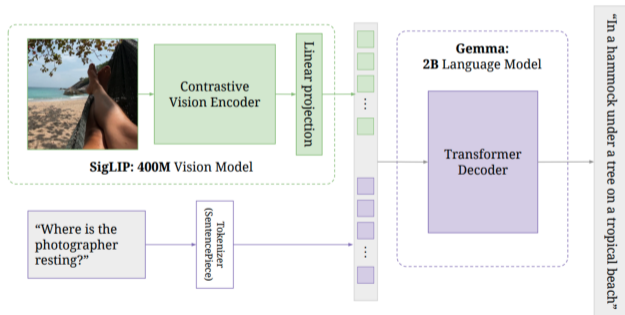 Contrastive
Vision Encoder
Linear projection
SigLIP: 400M Vision Model
“Where is the
photographer
resting?”
Tokenizer
(SentencePiece)
...
...
Gemma:
2B Language Model
Transformer
Decoder
“In a hammock under a tree on a tropical beach”